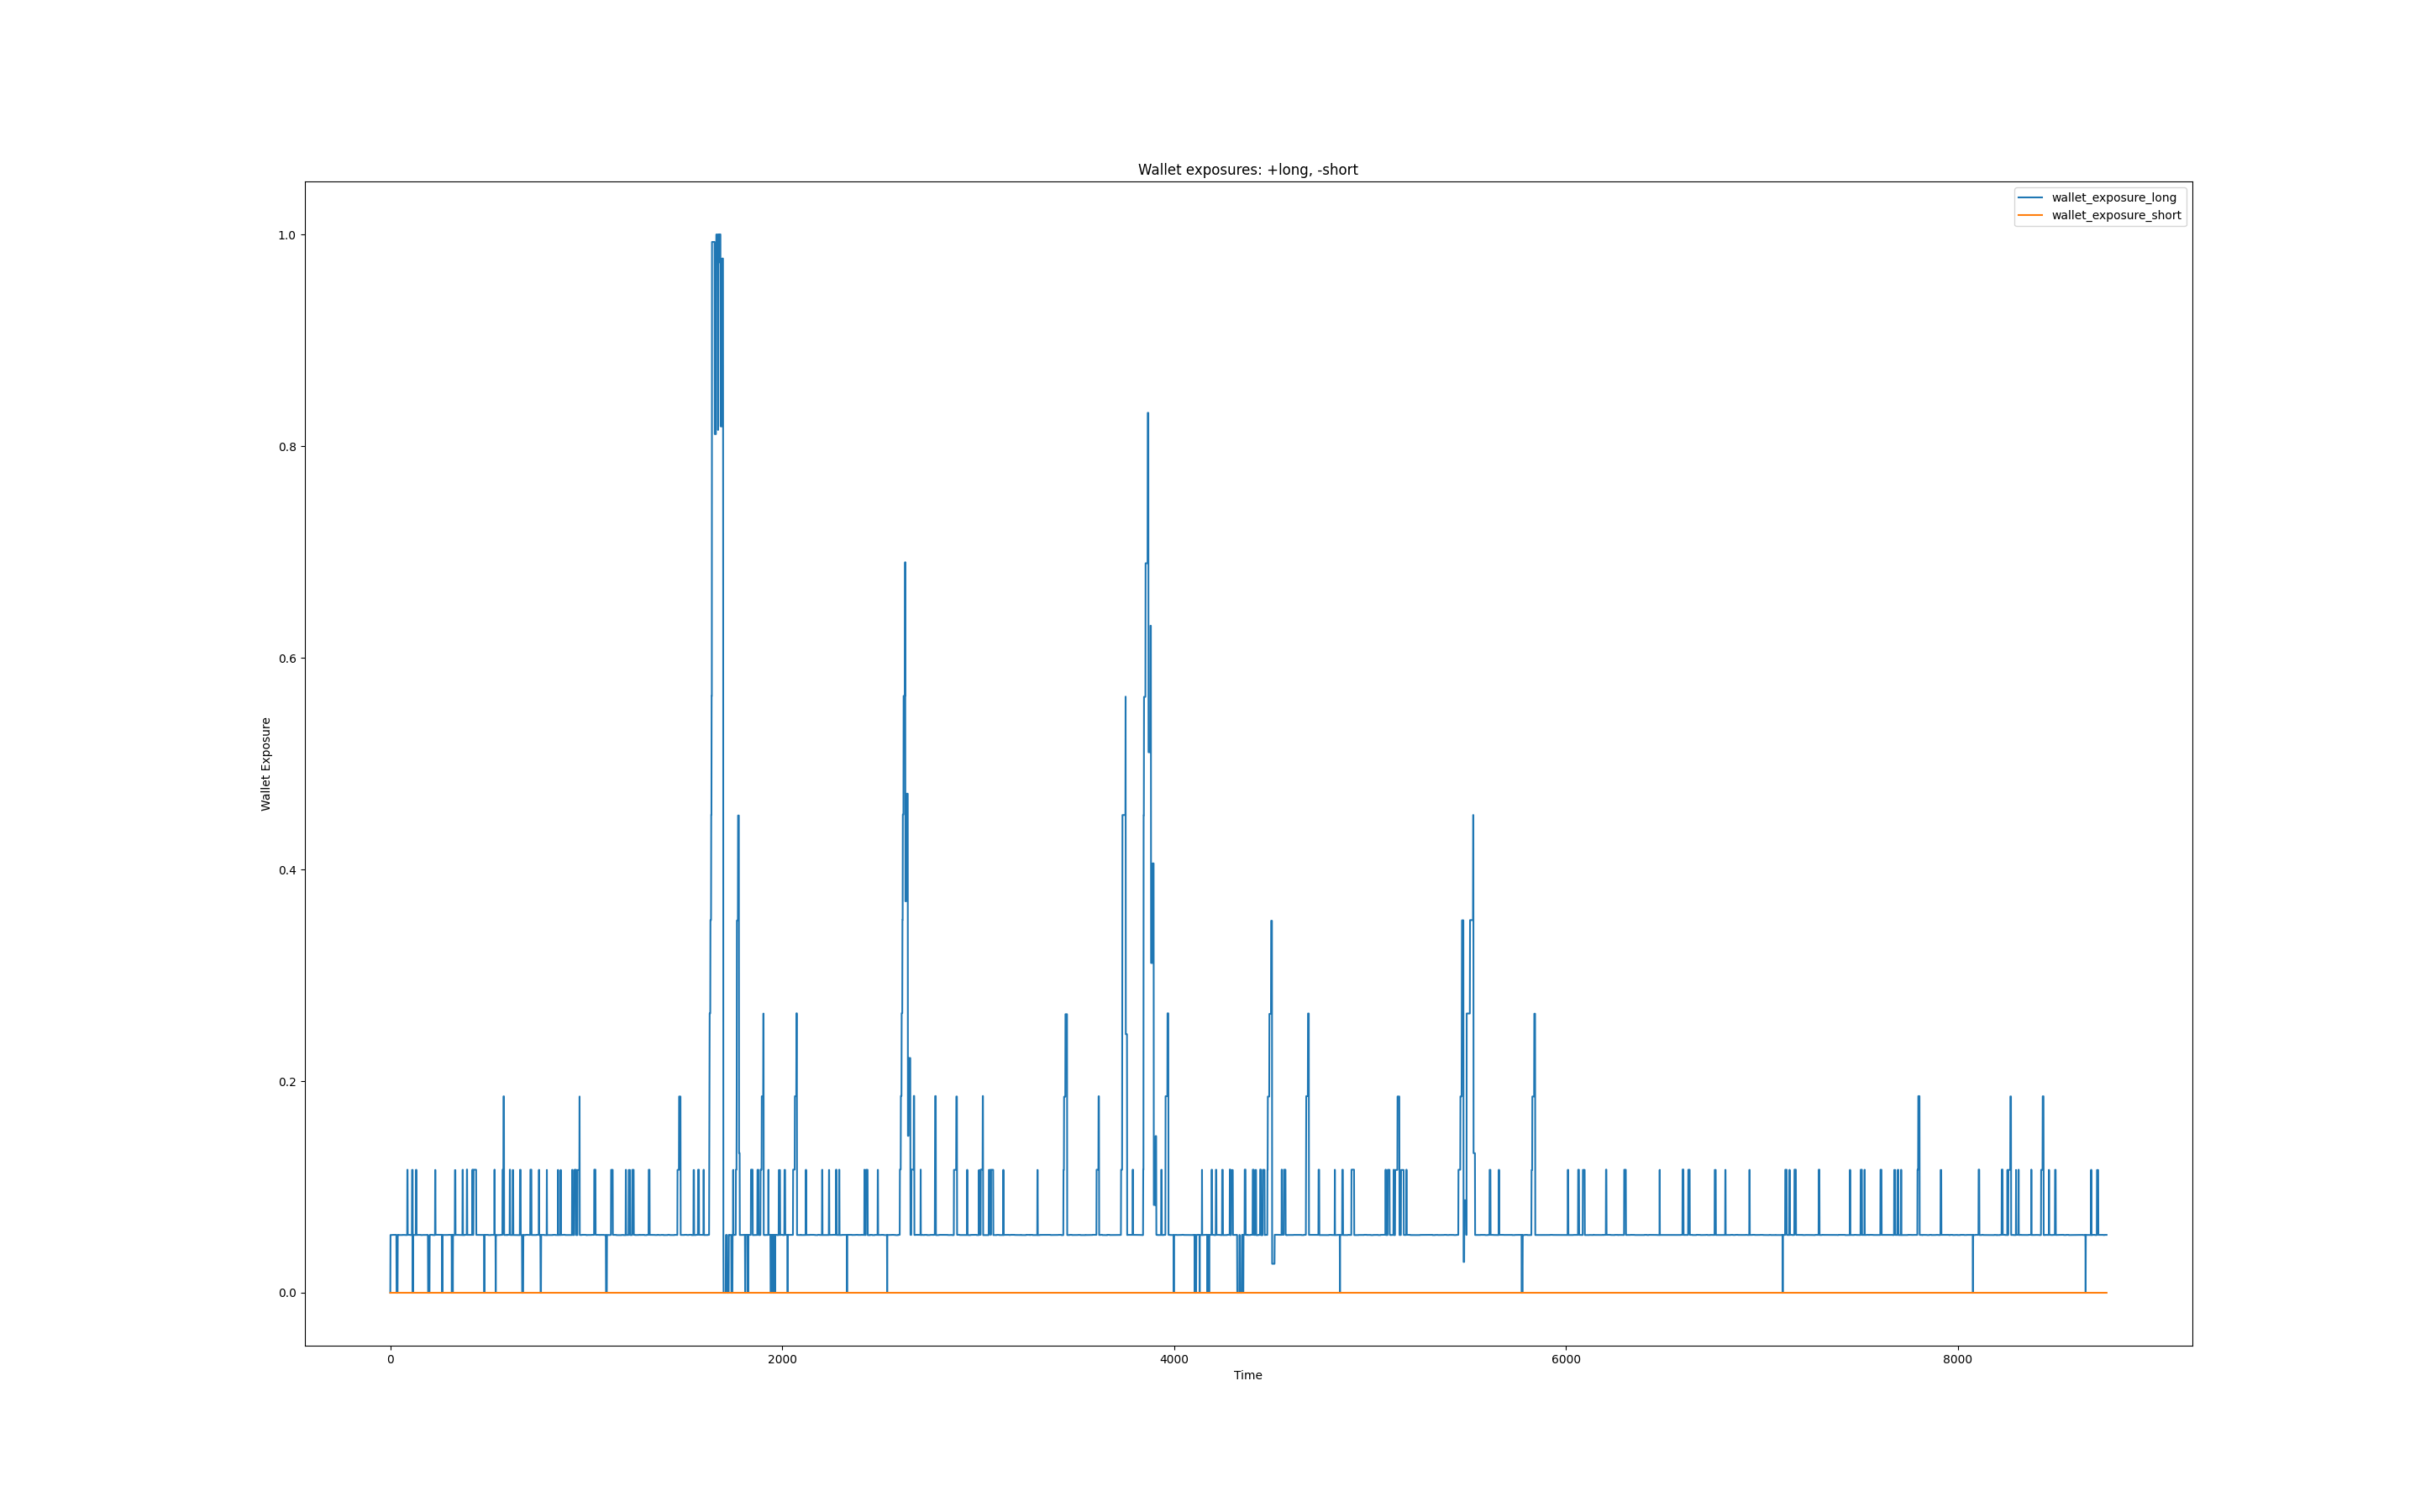 Wallet exposures: +long, -short
wallet_exposure_long
wallet_exposure_short
1.0
0.8
0.6
0.4
0.2
0.0
Wallet Exposure
0 2000 4000 6000 8000
Time